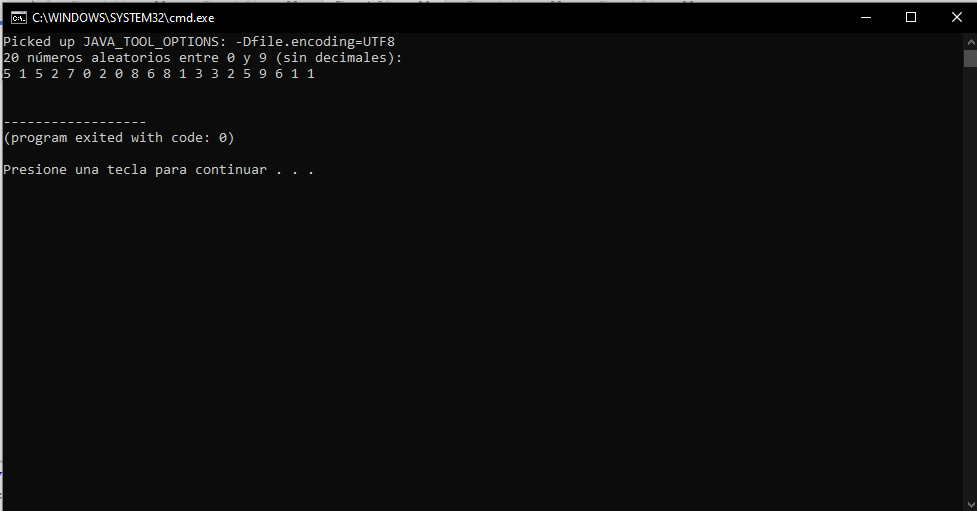 C:\WINDOWS\SYSTEM32\cmd.exe
Picked up JAVA_TOOL_OPTIONS: -Dfile.encoding=UTF8
20 números aleatorios entre 0 y 9 (sin decimales):
5 1 5 2 7 0 2 0 8 6 8 1 3 3 2 5 9 6 1 1
------------------
(program exited with code: 0)
Presione una tecla para continuar . . .